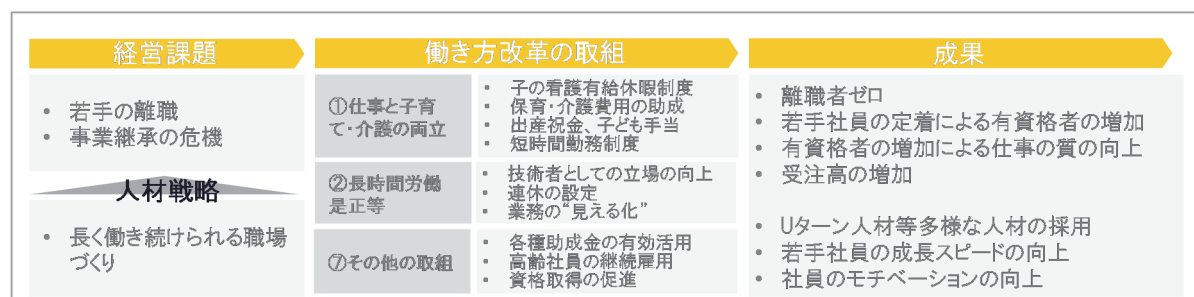 経営課題
・ 若手の離職
・ 事業継承の危機
人材戦略
・ 長く働き続けられる職場
づくり
働き方改革の取組
①仕事と子育
て・介護の両立
・ 子の看護有給休暇制度
・ 保育・介護費用の助成
・ 出産祝金、子ども手当
・ 短時間勤務制度
②長時間労働
是正等
・ 技術者としての立場の向上
・ 連休の設定
・ 業務の“見える化”
⑦その他の取組
・ 各種助成金の有効活用
・ 高齢社員の継続雇用
・ 資格取得の促進
成果
・ 離職者ゼロ
・ 若手社員の定着による有資格者の増加
・ 有資格者の増加による仕事の質の向上
・ 受注高の増加
・ Uターン人材等多様な人材の採用
・ 若手社員の成長スピードの向上
・ 社員のモチベーションの向上